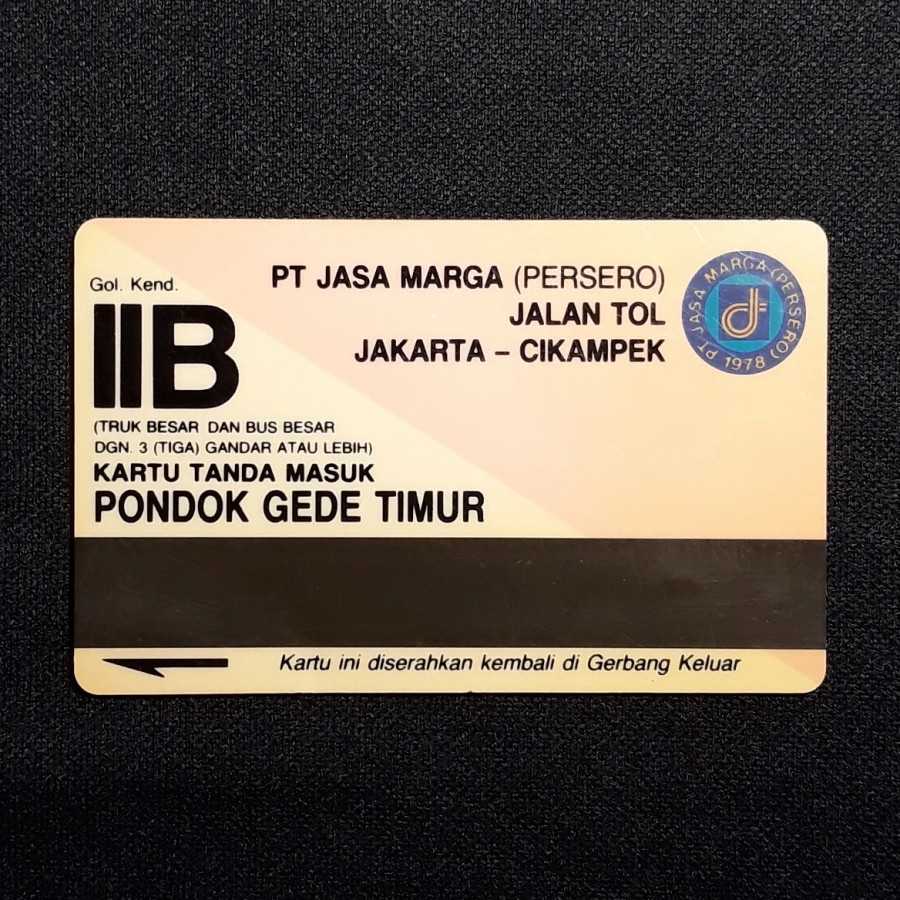 Gol. Kend.
IIB
(TRUK BESAR DAN BUS BESAR
DGN. 3 (TIGA) GANDAR ATAU LEBIH)
KARTU TANDA MASUK
PONDOK GEDE TIMUR
PT JASA MARGA (PERSERO)
JALAN TOL
JAKARTA – CIKAMPEK
PT JASA MARGA (PERSERO)
1978
Kartu ini diserahkan kembali di Gerbang Keluar